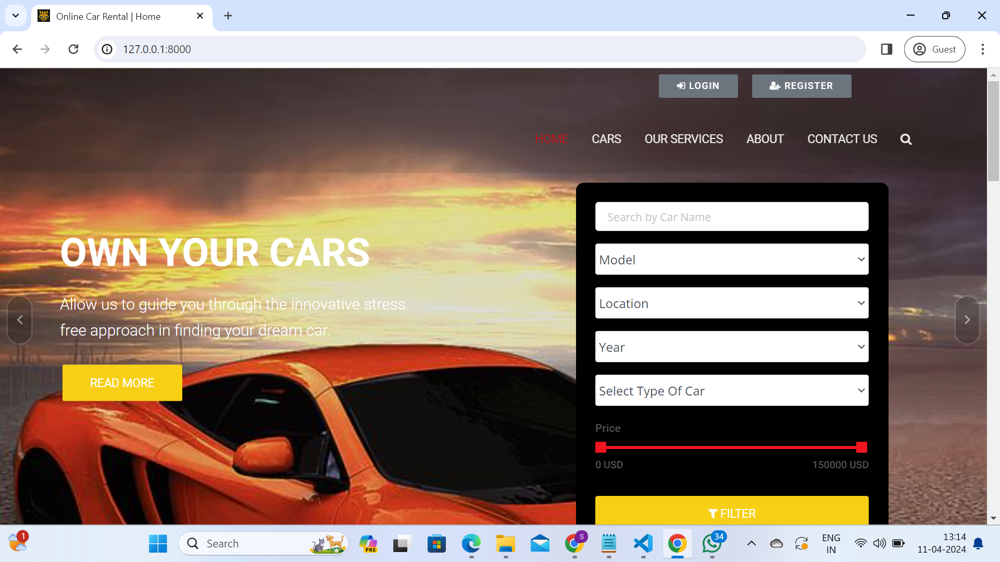 Online Car Rental | Home
127.0.0.1:8000
Guest
LOGIN
REGISTER
HOME
CARS
OUR SERVICES
ABOUT
CONTACT US
OWN YOUR CARS
Allow us to guide you through the innovative stress
free approach in finding your dream car.
READ MORE
Search by Car Name
Model
Location
Year
Select Type Of Car
Price
0 USD
150000 USD
FILTER
1
Search
PRE
S
34
ENG
IN
13:14
11-04-2024